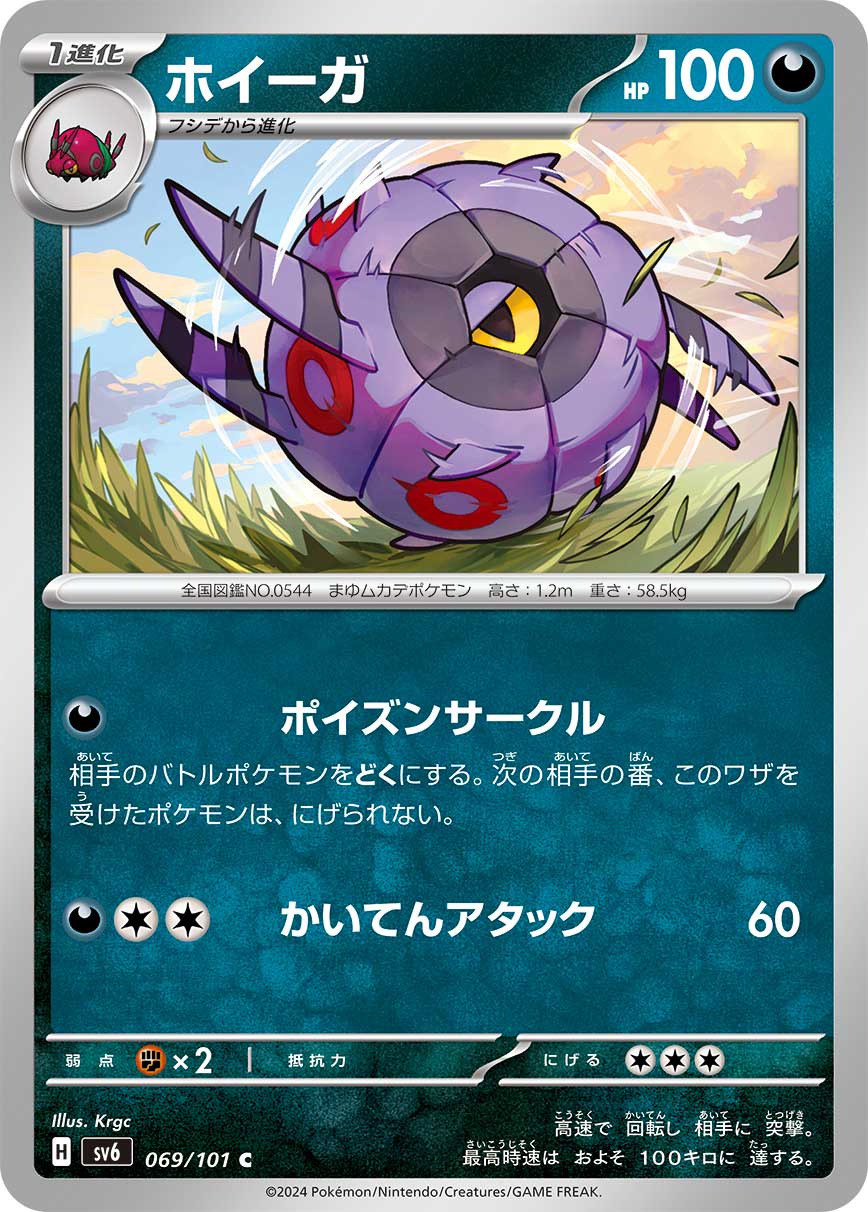 1進化
ホイーガ
HP 100
フシデから進化
全国図鑑NO.0544 まゆムカデポケモン 高さ:1.2m 重さ:58.5kg
ポイズンサークル
相手のバトルポケモンをどくにする。次の相手の番、このワザを
受けたポケモンは、にげられない。
かいてんアタック 60
弱点 ×2 抵抗力 にげる
Illus. Krgc
H sv6 069/101 C
高速で 回転し 相手に 突撃。
最高時速は およそ 100キロに 達する。
©2024 Pokémon/Nintendo/Creatures/GAME FREAK.